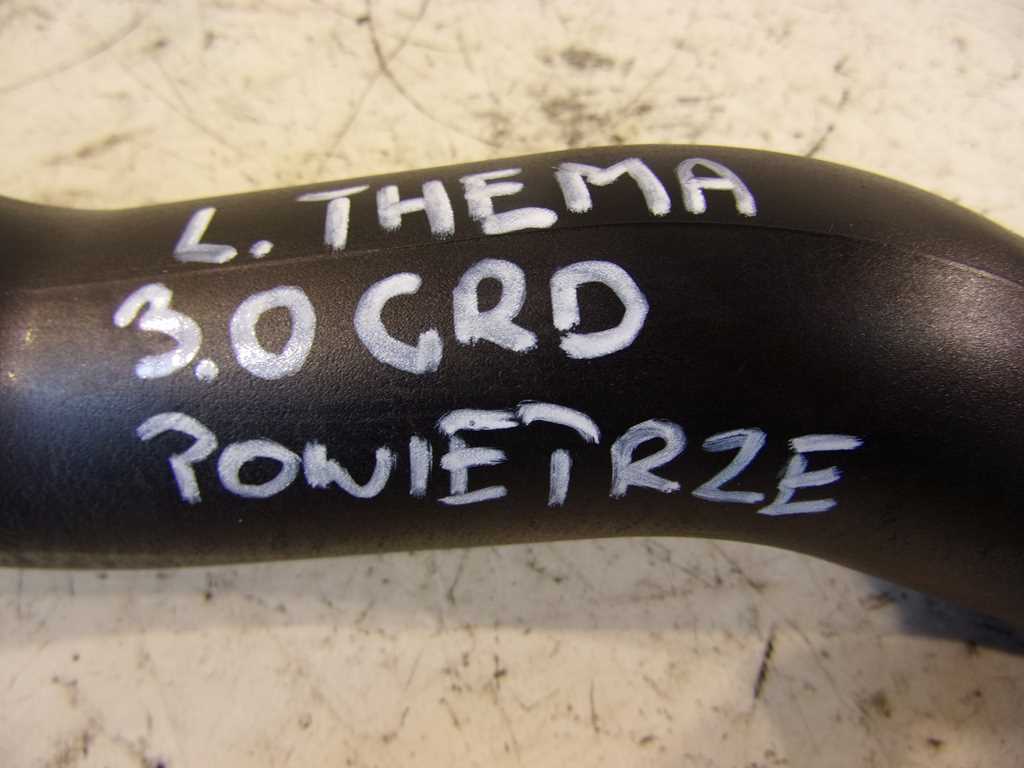 L. THEMA
3.0 CRD
POWIETRZE